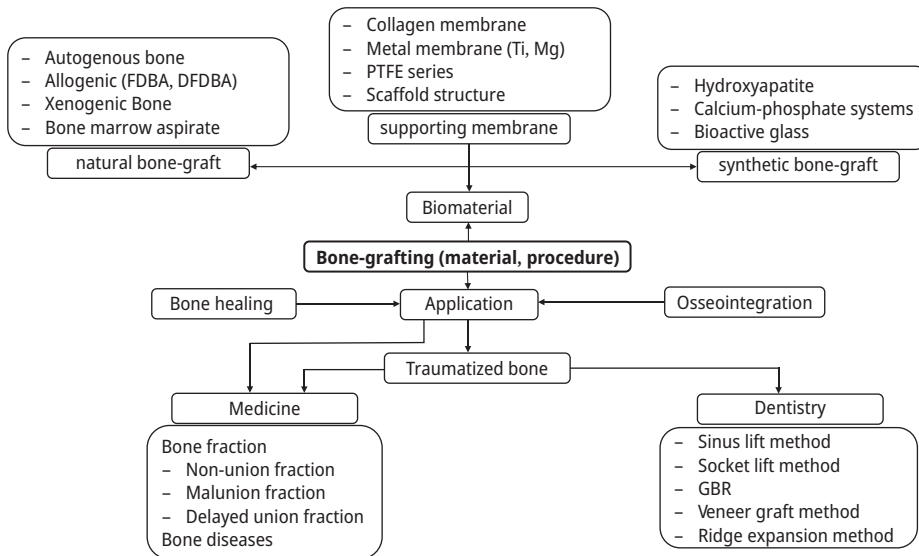 – Autogenous bone
– Allogenic (FDBA, DFDBA)
– Xenogenic Bone
– Bone marrow aspirate
natural bone-graft
– Collagen membrane
– Metal membrane (Ti, Mg)
– PTFE series
– Scaffold structure
supporting membrane
– Hydroxyapatite
– Calcium-phosphate systems
– Bioactive glass
synthetic bone-graft
Biomaterial
Bone-grafting (material, procedure)
Bone healing
Application
Osseointegration
Traumatized bone
Medicine
Bone fraction
– Non-union fraction
– Malunion fraction
– Delayed union fraction
Bone diseases
Dentistry
– Sinus lift method
– Socket lift method
– GBR
– Veneer graft method
– Ridge expansion method